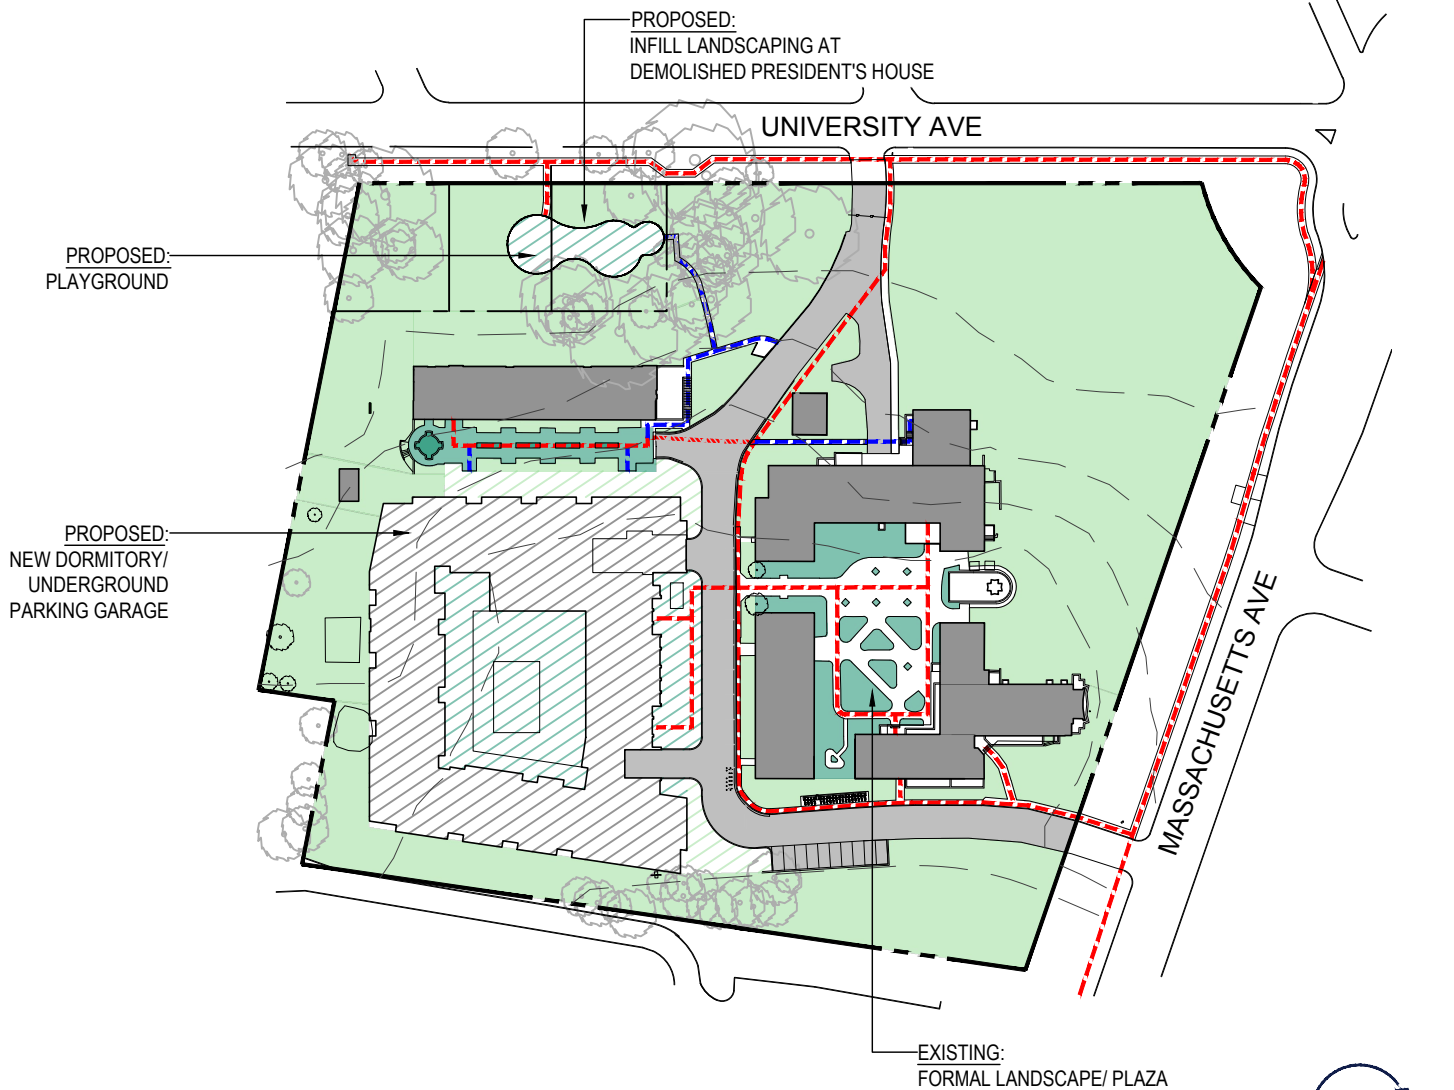 PROPOSED:
INFILL LANDSCAPING AT
DEMOLISHED PRESIDENT'S HOUSE
UNIVERSITY AVE
PROPOSED:
PLAYGROUND
PROPOSED:
NEW DORMITORY/
UNDERGROUND
PARKING GARAGE
MASSACHUSETTS AVE
EXISTING:
FORMAL LANDSCAPE/ PLAZA